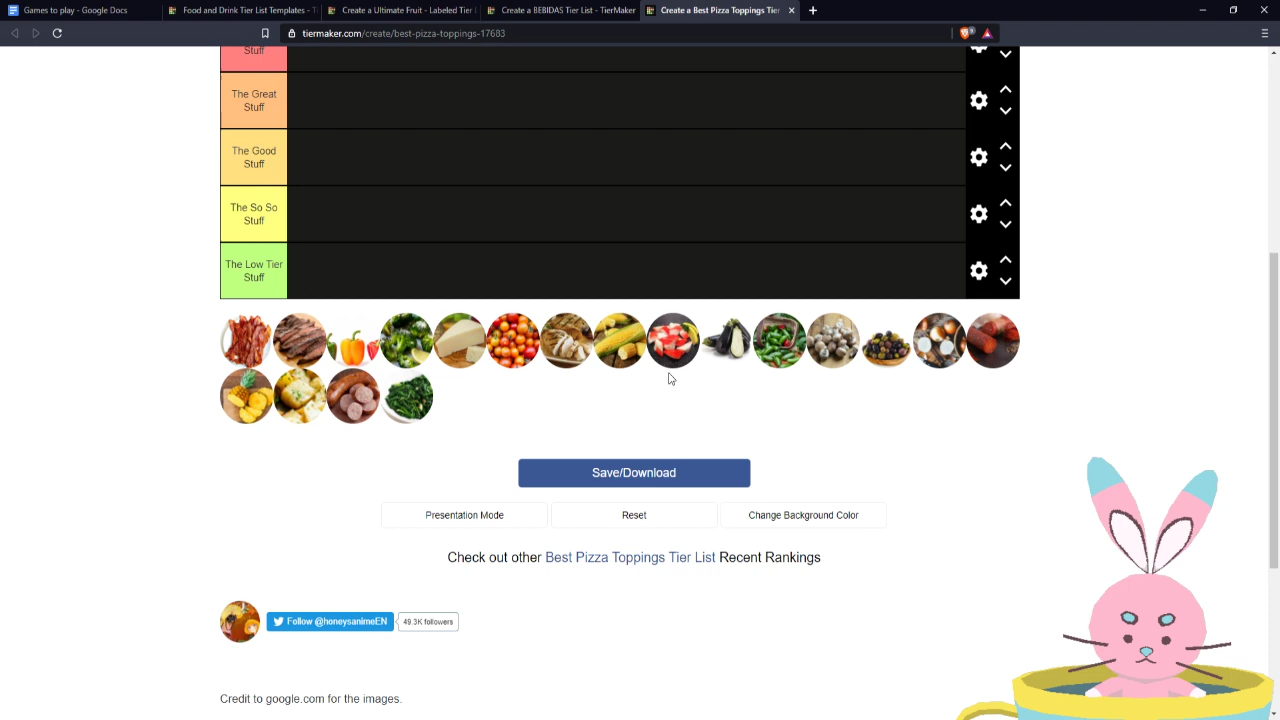 Games to play - Google Docs
Food and Drink Tier List Templates - T
Create a Ultimate Fruit - Labeled Tier
Create a BEBIDAS Tier List - TierMaker
Create a Best Pizza Toppings Tier
tiermaker.com/create/best-pizza-toppings-17683
Stuff
The Great
Stuff
The Good
Stuff
The So So
Stuff
The Low Tier
Stuff
Save/Download
Presentation Mode
Reset
Change Background Color
Check out other Best Pizza Toppings Tier List Recent Rankings
Follow @honeysanimeEN
49.3K followers
Credit to google.com for the images.